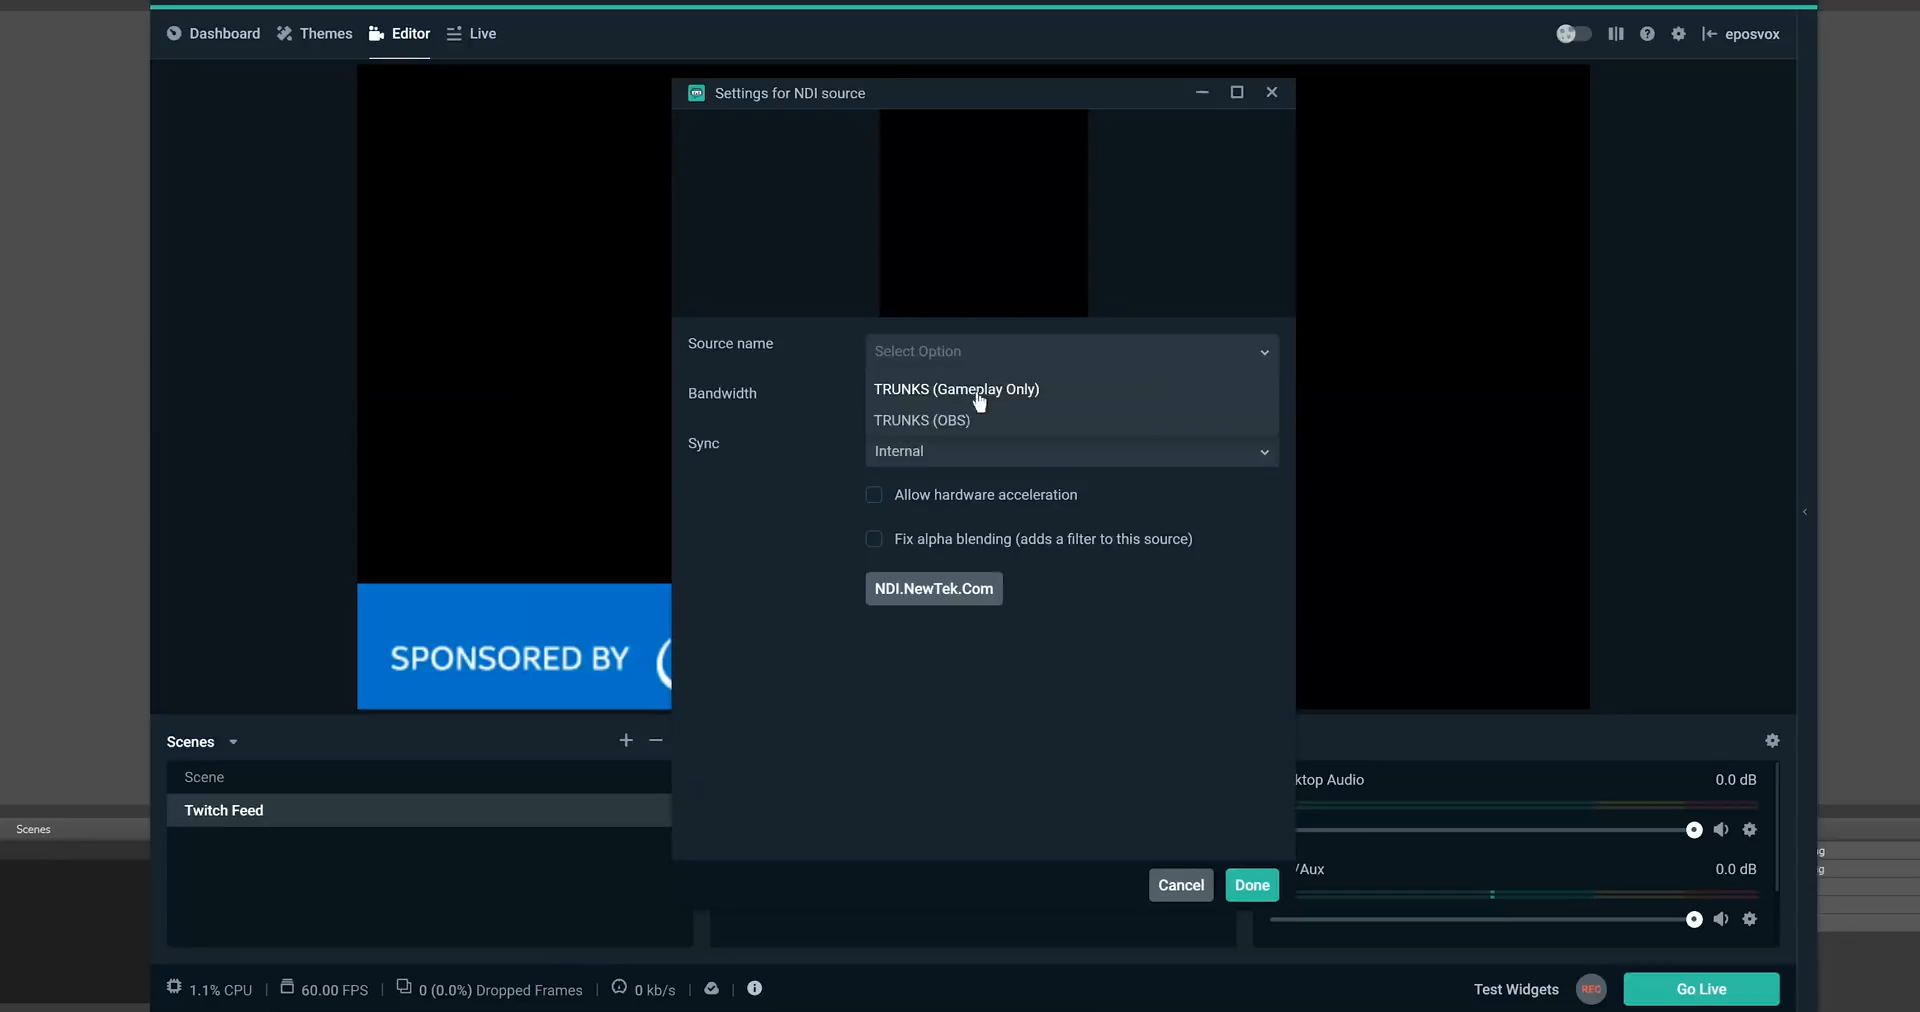 Dashboard
Themes
Editor
Live
eposvox
Settings for NDI source
Source name
Select Option
TRUNKS (Gameplay Only)
Bandwidth
TRUNKS (OBS)
Sync
Internal
Allow hardware acceleration
Fix alpha blending (adds a filter to this source)
NDI.NewTek.Com
SPONSORED BY
Scenes
Scene
Twitch Feed
ktop Audio
0.0 dB
/Aux
0.0 dB
Cancel
Done
Scenes
g
g
1.1% CPU
60.00 FPS
0 (0.0%) Dropped Frames
0 kb/s
Test Widgets
REC
Go Live